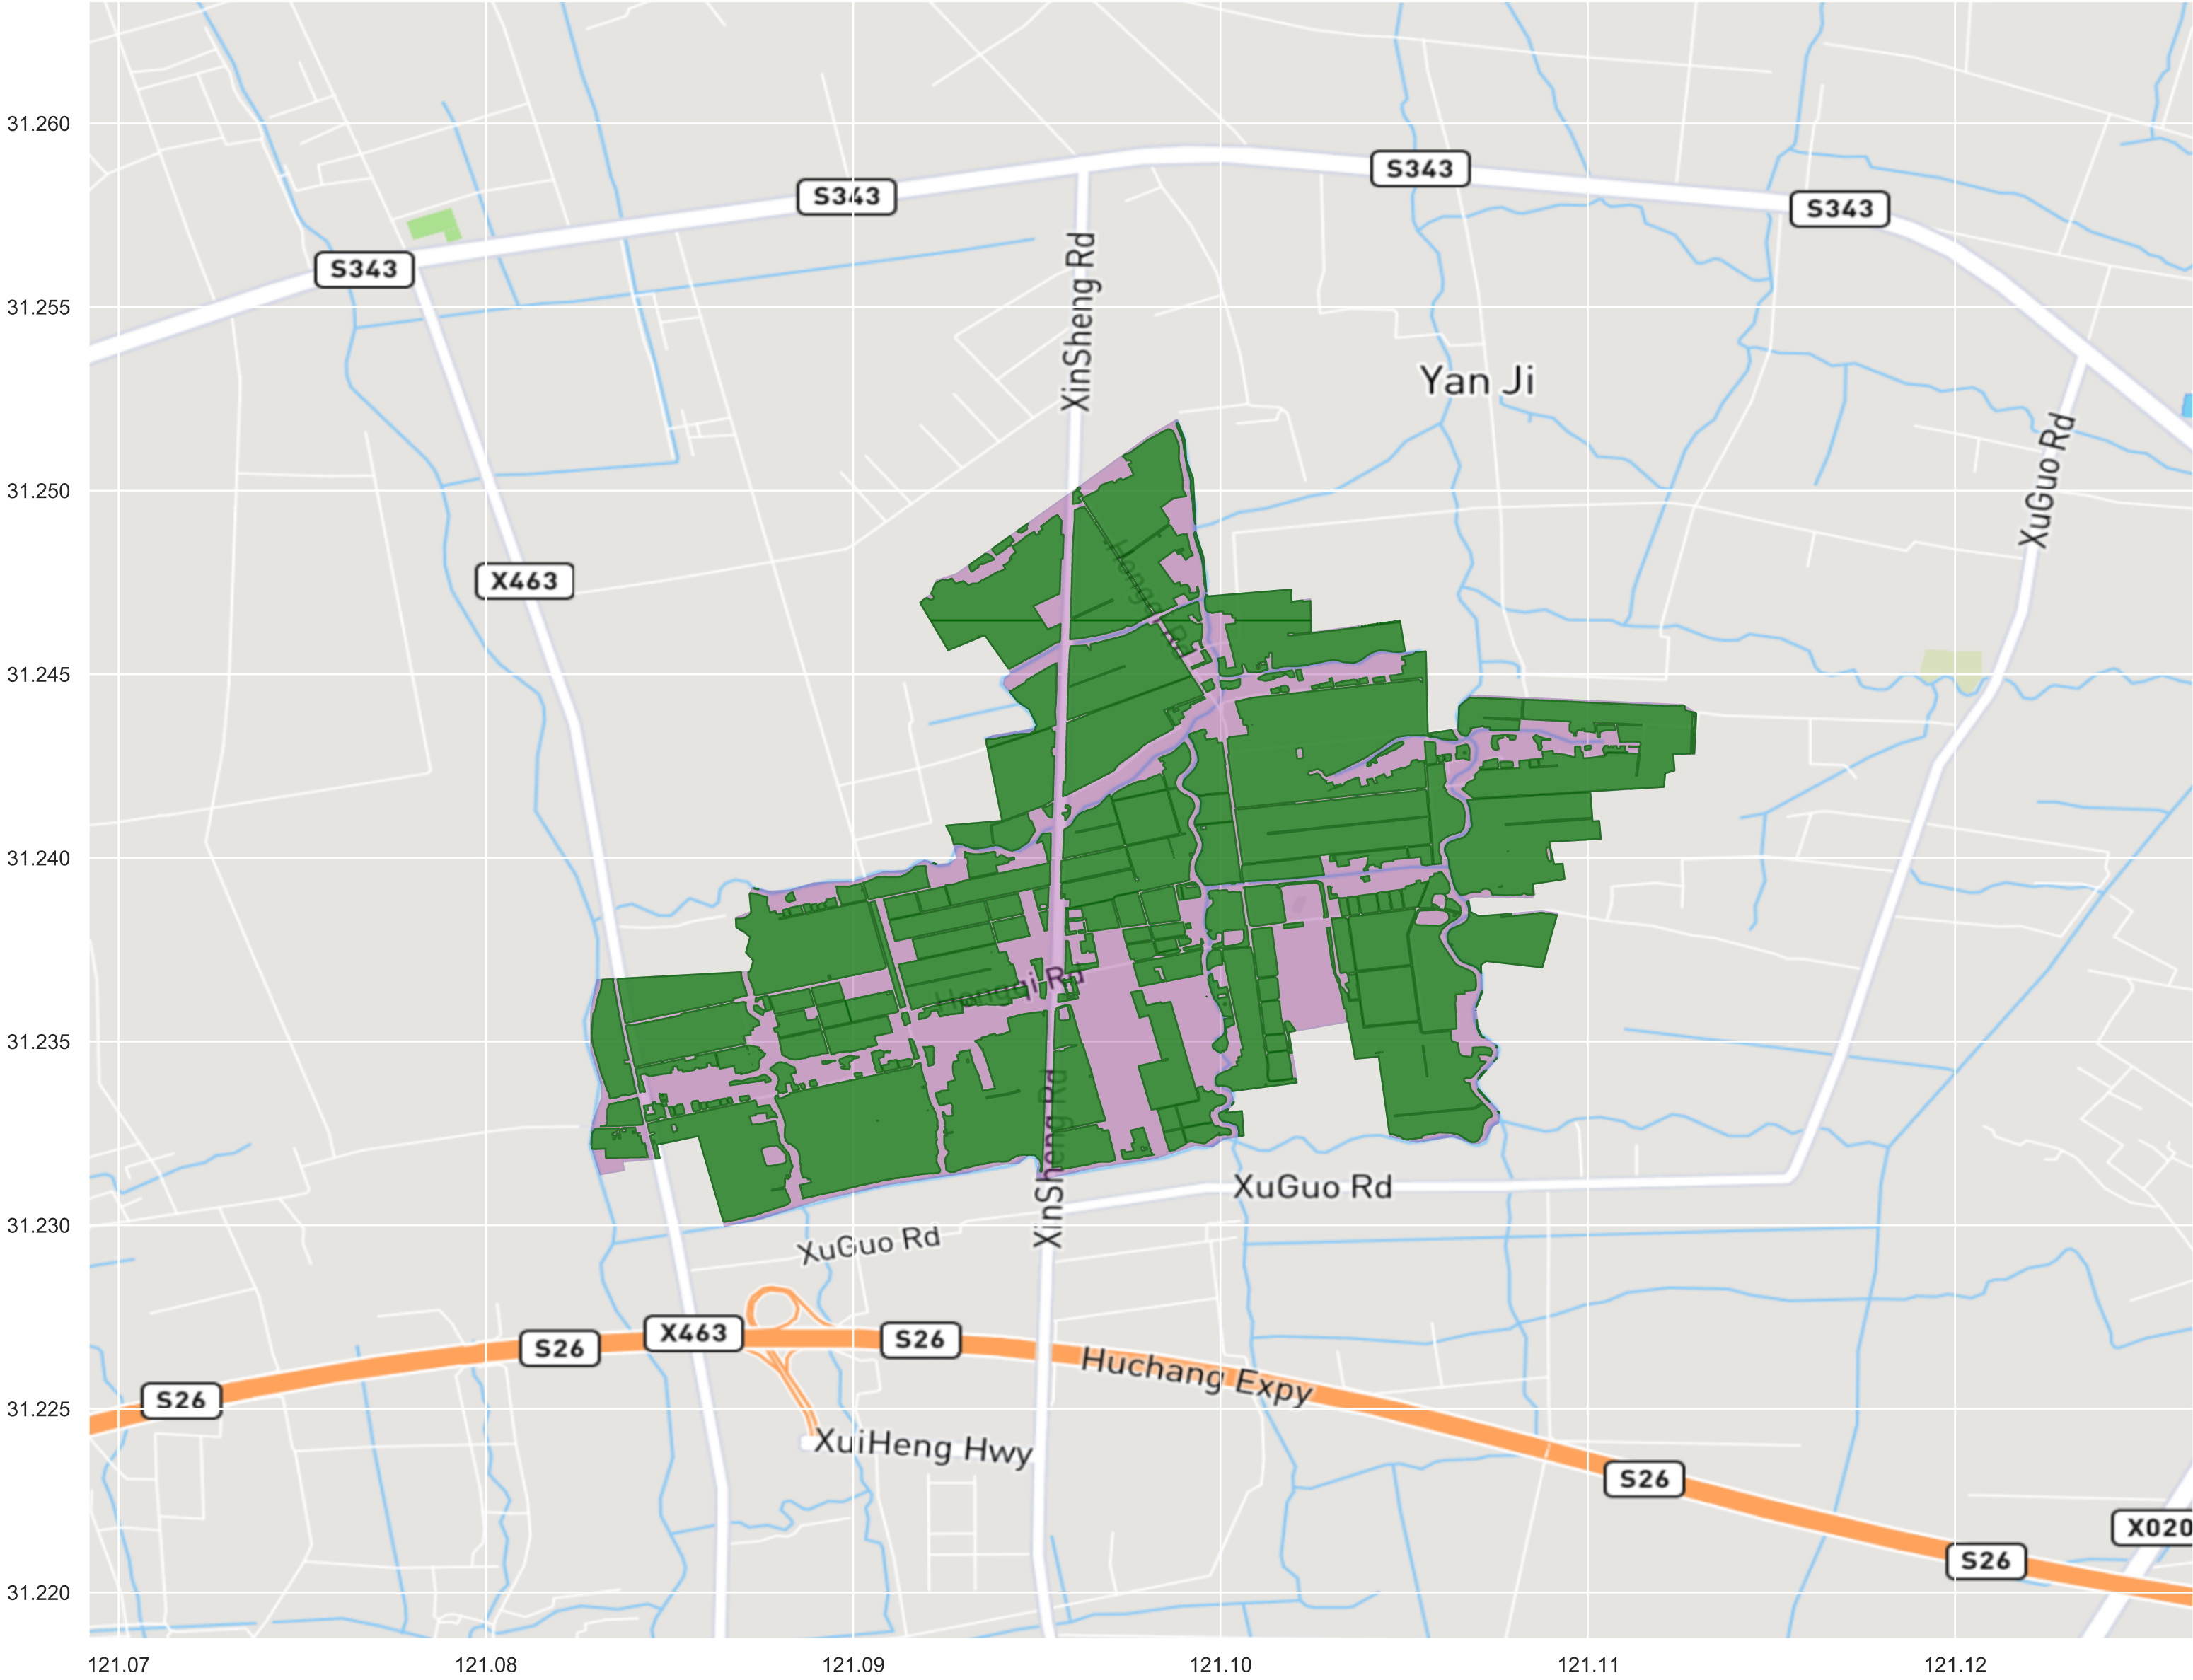 31.260
S343
S343
S343
S343
XinSheng Rd
31.255
Yan Ji
XuGuo Rd
31.250
X463
31.245
31.240
Hongqi Rd
31.235
XinSheng Rd
XuGuo Rd
31.230
XuGuo Rd
X463
S26
S26
Huchang Expy
S26
31.225
XuiHeng Hwy
S26
X020
S26
31.220
121.07
121.08
121.09
121.10
121.11
121.12